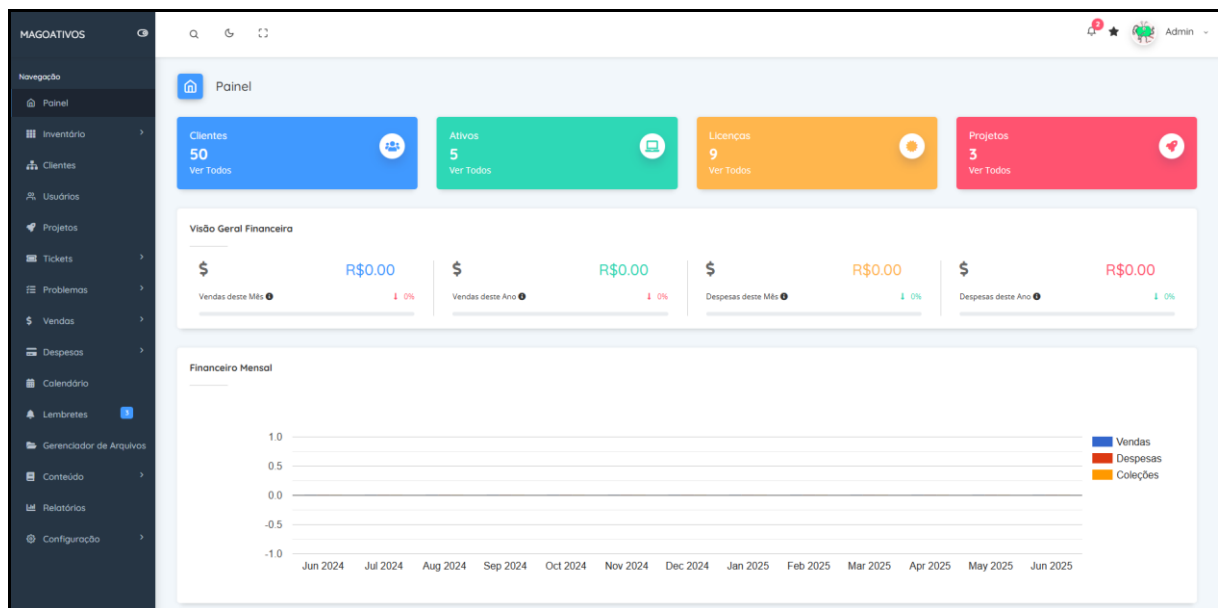 MAGOATIVOS
2
Admin
Navegação
Painel
Inventário
Clientes
Usuários
Projetos
Tickets
Problemas
Vendas
Despesas
Calendário
Lembretes
3
Gerenciador de Arquivos
Conteúdo
Relatórios
Configuração
Painel
Clientes
50
Ver Todos
Ativos
5
Ver Todos
Licenças
9
Ver Todos
Projetos
3
Ver Todos
Visão Geral Financeira
R$0.00
Vendas deste Mês
0%
R$0.00
Vendas deste Ano
0%
R$0.00
Despesas deste Mês
0%
R$0.00
Despesas deste Ano
0%
Financeiro Mensal
1.0
0.5
0.0
-0.5
-1.0
Jun 2024 Jul 2024 Aug 2024 Sep 2024 Oct 2024 Nov 2024 Dec 2024 Jan 2025 Feb 2025 Mar 2025 Apr 2025 May 2025 Jun 2025
Vendas
Despesas
Coleções